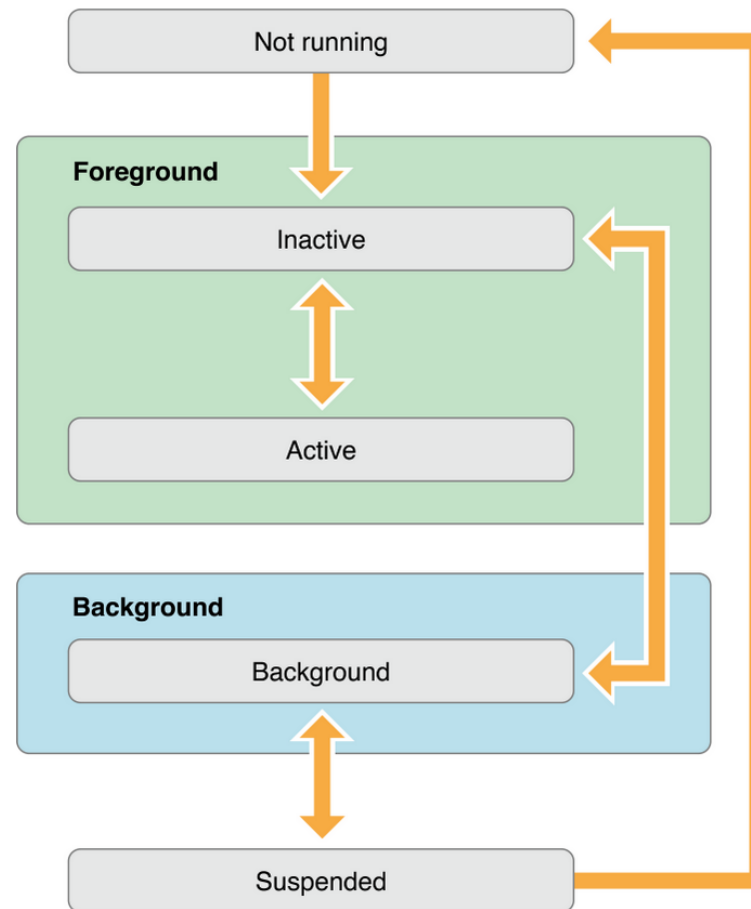 Not running
Foreground
Inactive
Active
Background
Background
Suspended